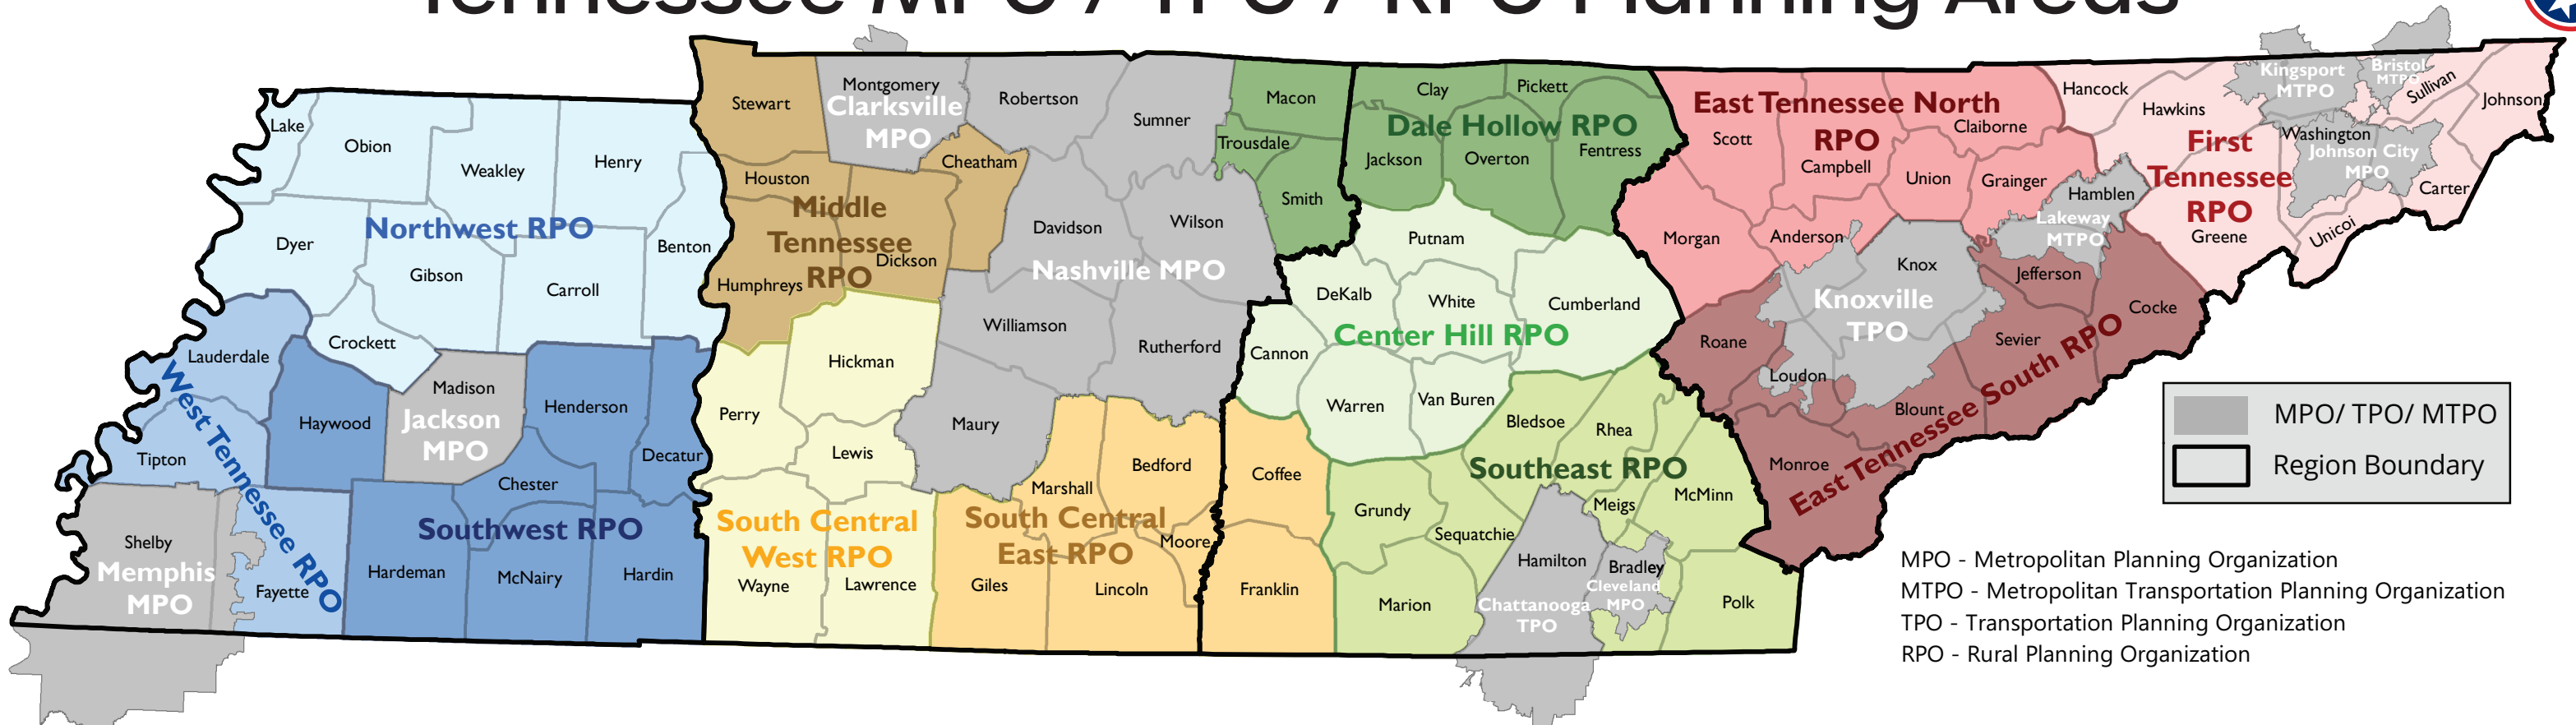 Tennessee MPO / TPO / RPO Planning Areas
Lake
Obion
Weakley
Henry
Dyer
Northwest RPO
Gibson
Carroll
Benton
Crockett
Lauderdale
Tipton
West Tennessee RPO
Fayette
Shelby
Memphis
MPO
Haywood
Madison
Jackson
MPO
Henderson
Decatur
Chester
Southwest RPO
Hardeman
McNairy
Hardin
Stewart
Montgomery
Clarksville
MPO
Houston
Cheatham
Middle
Tennessee
RPO
Dickson
Humphreys
Robertson
Sumner
Davidson
Wilson
Nashville MPO
Williamson
Rutherford
Maury
Hickman
Perry
Lewis
South Central
West RPO
Wayne
Lawrence
Marshall
Bedford
South Central
East RPO
Moore
Giles
Lincoln
Coffee
Franklin
Macon
Trousdale
Smith
Clay
Pickett
Dale Hollow RPO
Jackson
Overton
Fentress
Putnam
DeKalb
White
Cumberland
Center Hill RPO
Cannon
Warren
Van Buren
Bledsoe
Rhea
Southeast RPO
Grundy
Sequatchie
Meigs
McMinn
Marion
Hamilton
Chattanooga
TPO
Bradley
Cleveland
MPO
Polk
East Tennessee North
RPO
Scott
Claiborne
Campbell
Union
Grainger
Morgan
Anderson
Knox
Knoxville
TPO
Roane
Loudon
Blount
Monroe
Sevier
Jefferson
Cocke
East Tennessee South RPO
Hamblen
Lakeway
MTPO
Hancock
Hawkins
First
Tennessee
RPO
Greene
Kingsport
MTPO
Bristol
MTPO
Sullivan
Johnson
Washington
Johnson City
MPO
Carter
Unicoi
MPO/ TPO/ MTPO
Region Boundary
MPO - Metropolitan Planning Organization
MTPO - Metropolitan Transportation Planning Organization
TPO - Transportation Planning Organization
RPO - Rural Planning Organization